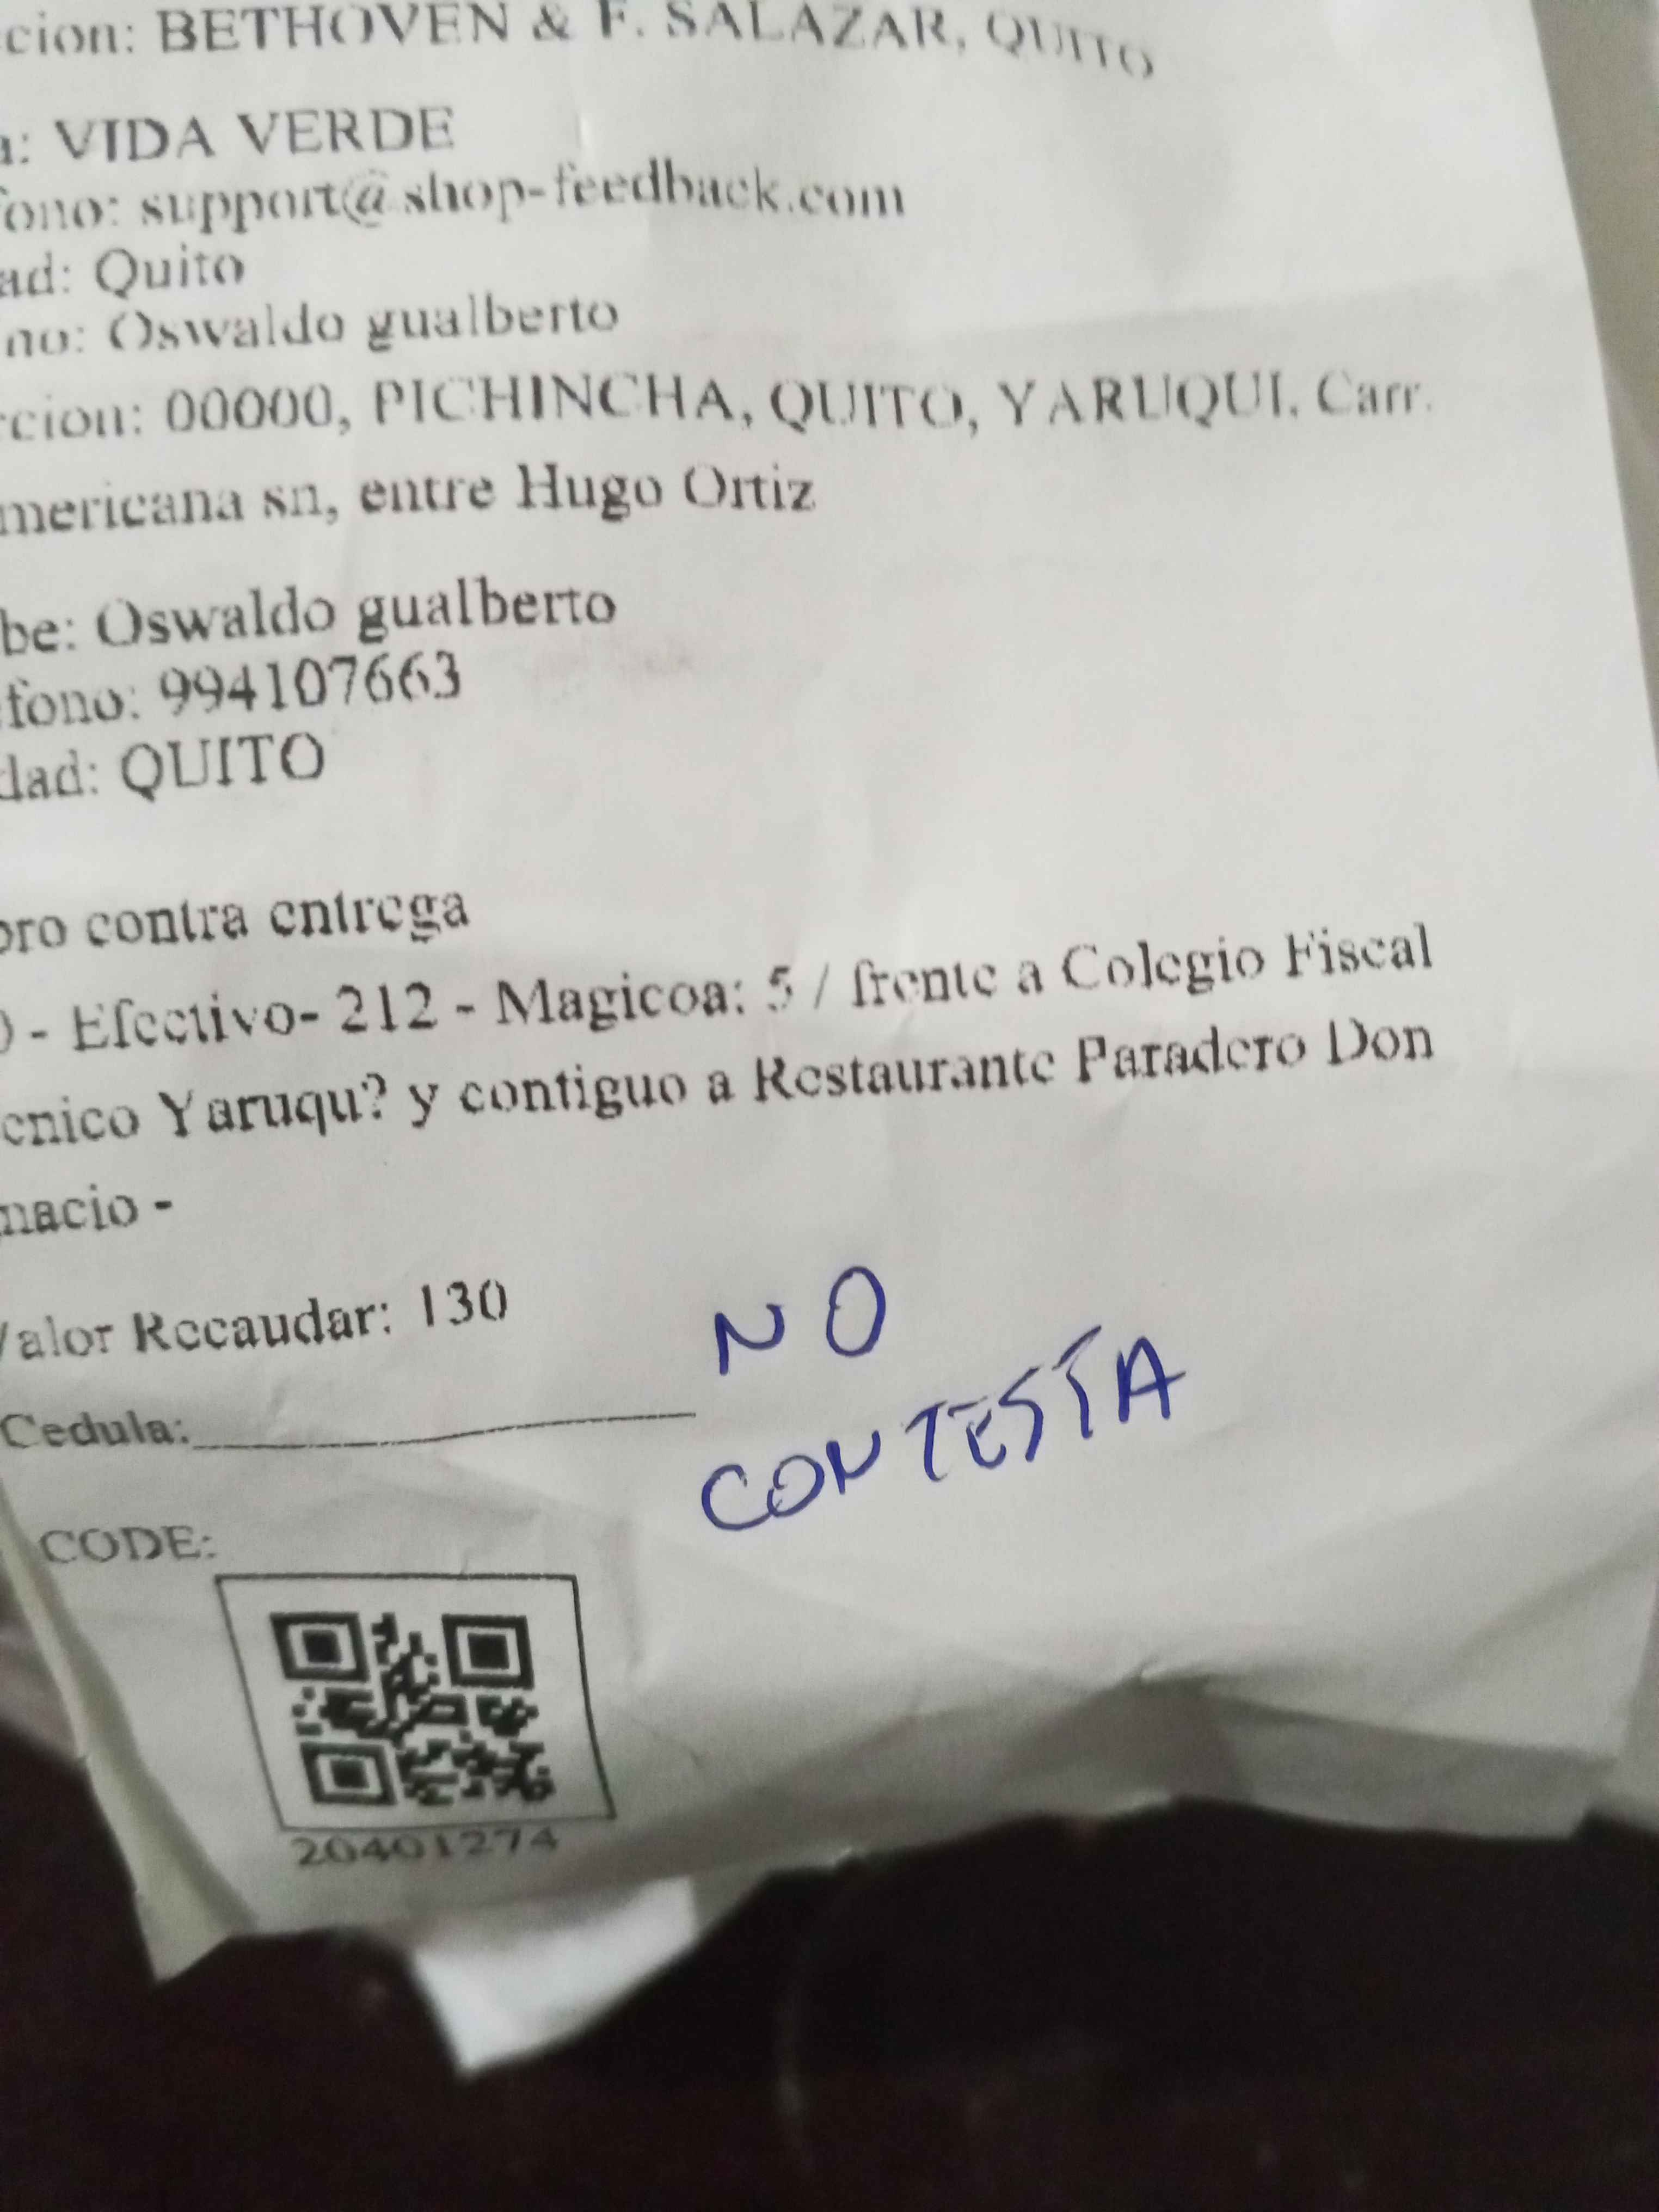 cion: BETHOVEN & F. SALAZAR, QUITO
a: VIDA VERDE
fono: support@shop-feedback.com
ad: Quito
no: Oswaldo gualberto
rcion: 00000, PICHINCHA, QUITO, YARUQUI, Carr.
mericana sn, entre Hugo Ortiz
be: Oswaldo gualberto
efono: 994107663
dad: QUITO
bro contra entrega
0 - Efectivo- 212 - Magicoa: 5 / frente a Colegio Fiscal
cnico Yaruqu? y contiguo a Restaurante Paradero Don
nacio -
Valor Recaudar: 130
NO
CONTESTA
Cedula:
CODE:
20401274